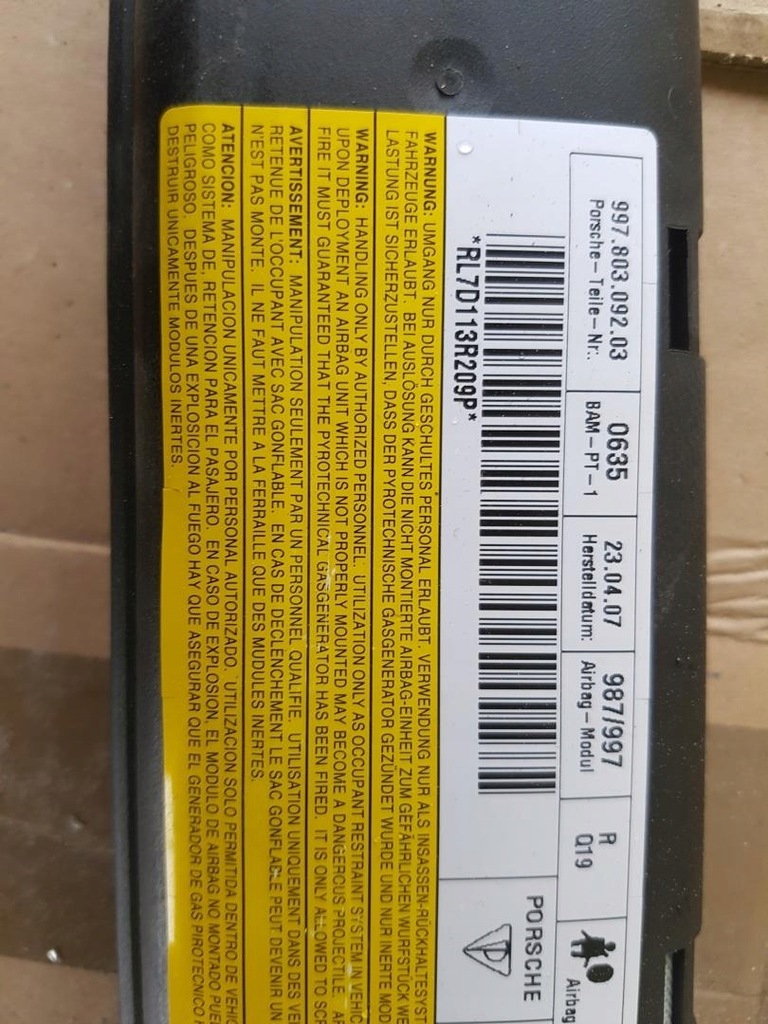 997.803.092.03
Porsche-Teile-Nr:.
0635
BAM-PT-1
23.04.07
Herstelldatum:
987/997
Airbag-Modul
R
Q19
Airbag
*RL7D113R209P*
PORSCHE
WARNUNG: UMGANG NUR DURCH GESCHULTES PERSONAL ERLAUBT. VERWENDUNG NUR ALS INSASSEN-RÜCKHALTESYST
FAHRZEUGE ERLAUBT. BEI AUSLÖSUNG KANN DIE NICHT MONTIERTE AIRBAG-EINHEIT ZUM GEFÄHRLICHEN WURFSTÜCK WE
LASTUNG IST SICHERZUSTELLEN, DASS DER PYROTECHNISCHE GASGENERATOR GEZÜNDET WURDE UND NUR INERTE MOD
WARNING: HANDLING ONLY BY AUTHORIZED PERSONNEL. UTILIZATION ONLY AS OCCUPANT RESTRAINT SYSTEM IN VEHIC
UPON DEPLOYMENT AN AIRBAG UNIT WHICH IS NOT PROPERLY MOUNTED MAY BECOME A DANGEROUS PROJECTILE. AF
FIRE IT MUST GUARANTEED THAT THE PYROTECHNICAL GASGENERATOR HAS BEEN FIRED. IT IS ONLY ALLOWED TO SCR
AVERTISSEMENT: MANIPULATION SEULEMENT PAR UN PERSONNEL QUALIFIE. UTILISATION UNIQUEMENT DANS DES VE
RETENUE DE L'OCCUPANT AVEC SAC GONFLABLE. EN CAS DE DECLENCHEMENT LE SAC GONFLABLE PEUT DEVENIR UN
N'EST PAS MONTE. IL NE FAUT METTRE A LA FERRAILLE QUE DES MUDULES INERTES.
ATENCION: MANIPULACION UNICAMENTE POR PERSONAL AUTORIZADO. UTILIZACION SOLO PERMITIDA DENTRO DE VEHIC
COMO SISTEMA DE RETENCION PARA EL PASAJERO. EN CASO DE EXPLOSION, EL MODULO DE AIRBAG NO MONTADO PUE
PELIGROSO. DESPUES DE UNA EXPLOSICION AL FUEGO HAY QUE ASEGURAR QUE EL GENERADOR DE GAS PIROTECNICO
DESTRUIR UNICAMENTE MODULOS INERTES.